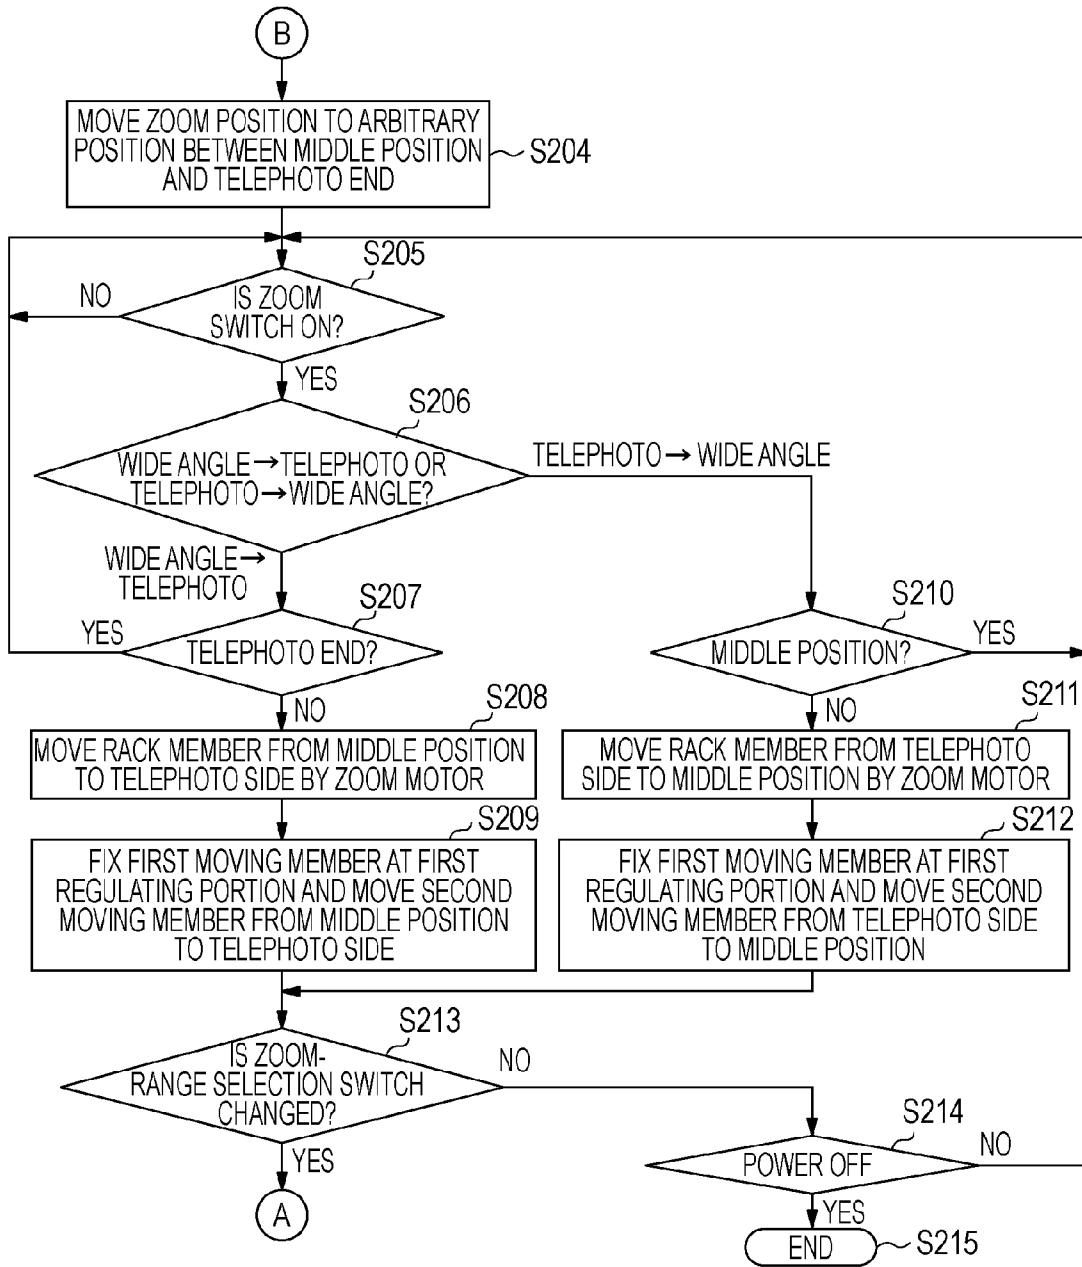 B
MOVE ZOOM POSITION TO ARBITRARY
POSITION BETWEEN MIDDLE POSITION
AND TELEPHOTO END
S204
S205
NO
IS ZOOM
SWITCH ON?
YES
S206
WIDE ANGLE→TELEPHOTO OR
TELEPHOTO→WIDE ANGLE?
TELEPHOTO→WIDE ANGLE
WIDE ANGLE→
TELEPHOTO
S207
YES
TELEPHOTO END?
NO
S210
MIDDLE POSITION?
YES
NO
S208
MOVE RACK MEMBER FROM MIDDLE POSITION
TO TELEPHOTO SIDE BY ZOOM MOTOR
S211
MOVE RACK MEMBER FROM TELEPHOTO
SIDE TO MIDDLE POSITION BY ZOOM MOTOR
S209
FIX FIRST MOVING MEMBER AT FIRST
REGULATING PORTION AND MOVE SECOND
MOVING MEMBER FROM MIDDLE POSITION
TO TELEPHOTO SIDE
S212
FIX FIRST MOVING MEMBER AT FIRST
REGULATING PORTION AND MOVE SECOND
MOVING MEMBER FROM TELEPHOTO SIDE
TO MIDDLE POSITION
S213
IS ZOOM-
RANGE SELECTION SWITCH
CHANGED?
NO
YES
A
S214
POWER OFF
NO
YES
END
S215